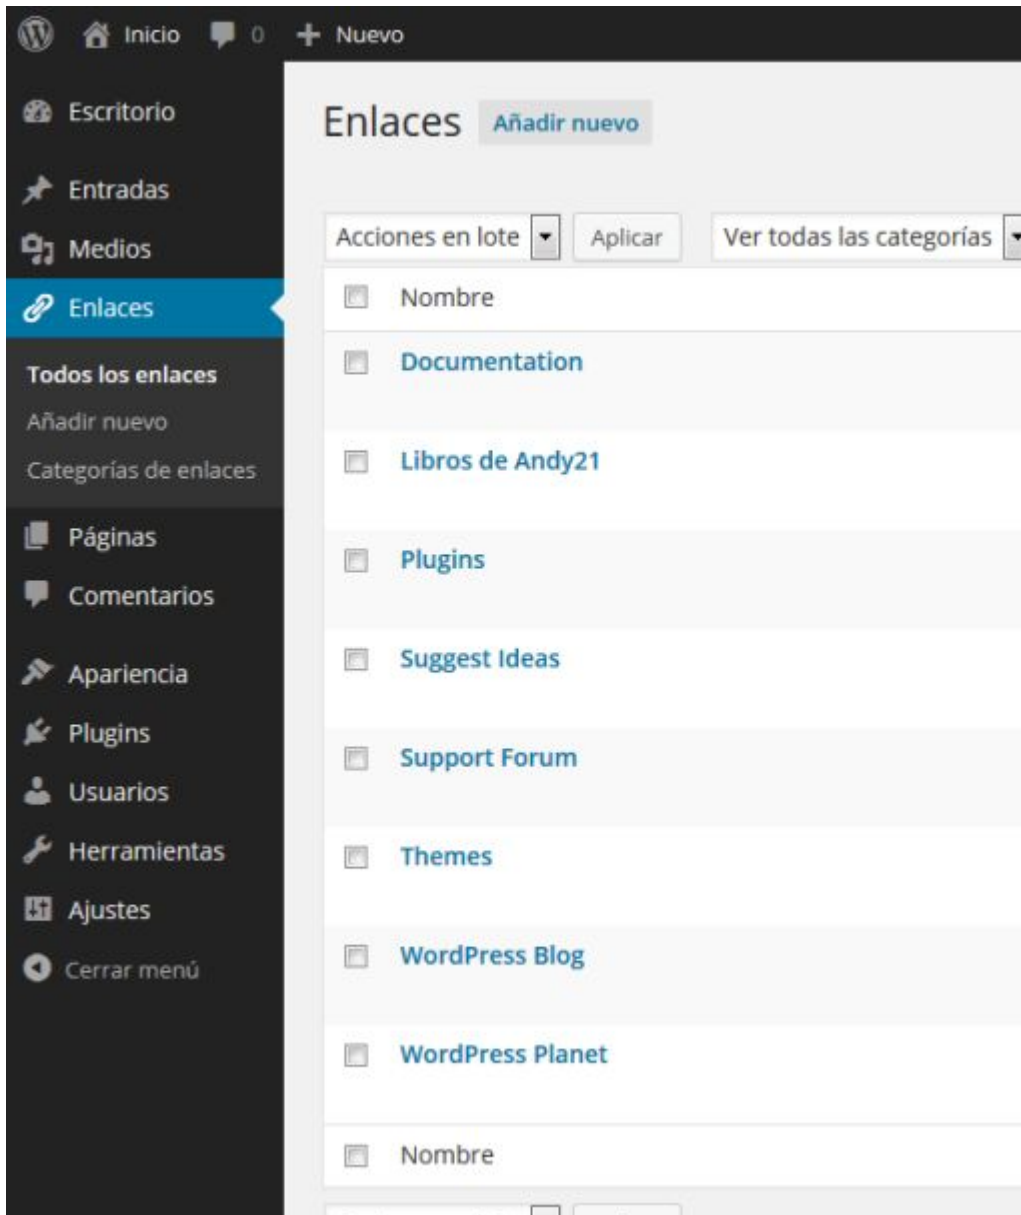 Inicio 0 Nuevo
Escritorio
Entradas
Medios
Enlaces
Todos los enlaces
Añadir nuevo
Categorías de enlaces
Páginas
Comentarios
Apariencia
Plugins
Usuarios
Herramientas
Ajustes
Cerrar menú
Enlaces Añadir nuevo
Acciones en lote Aplicar Ver todas las categorías
Nombre
Documentation
Libros de Andy21
Plugins
Suggest Ideas
Support Forum
Themes
WordPress Blog
WordPress Planet
Nombre